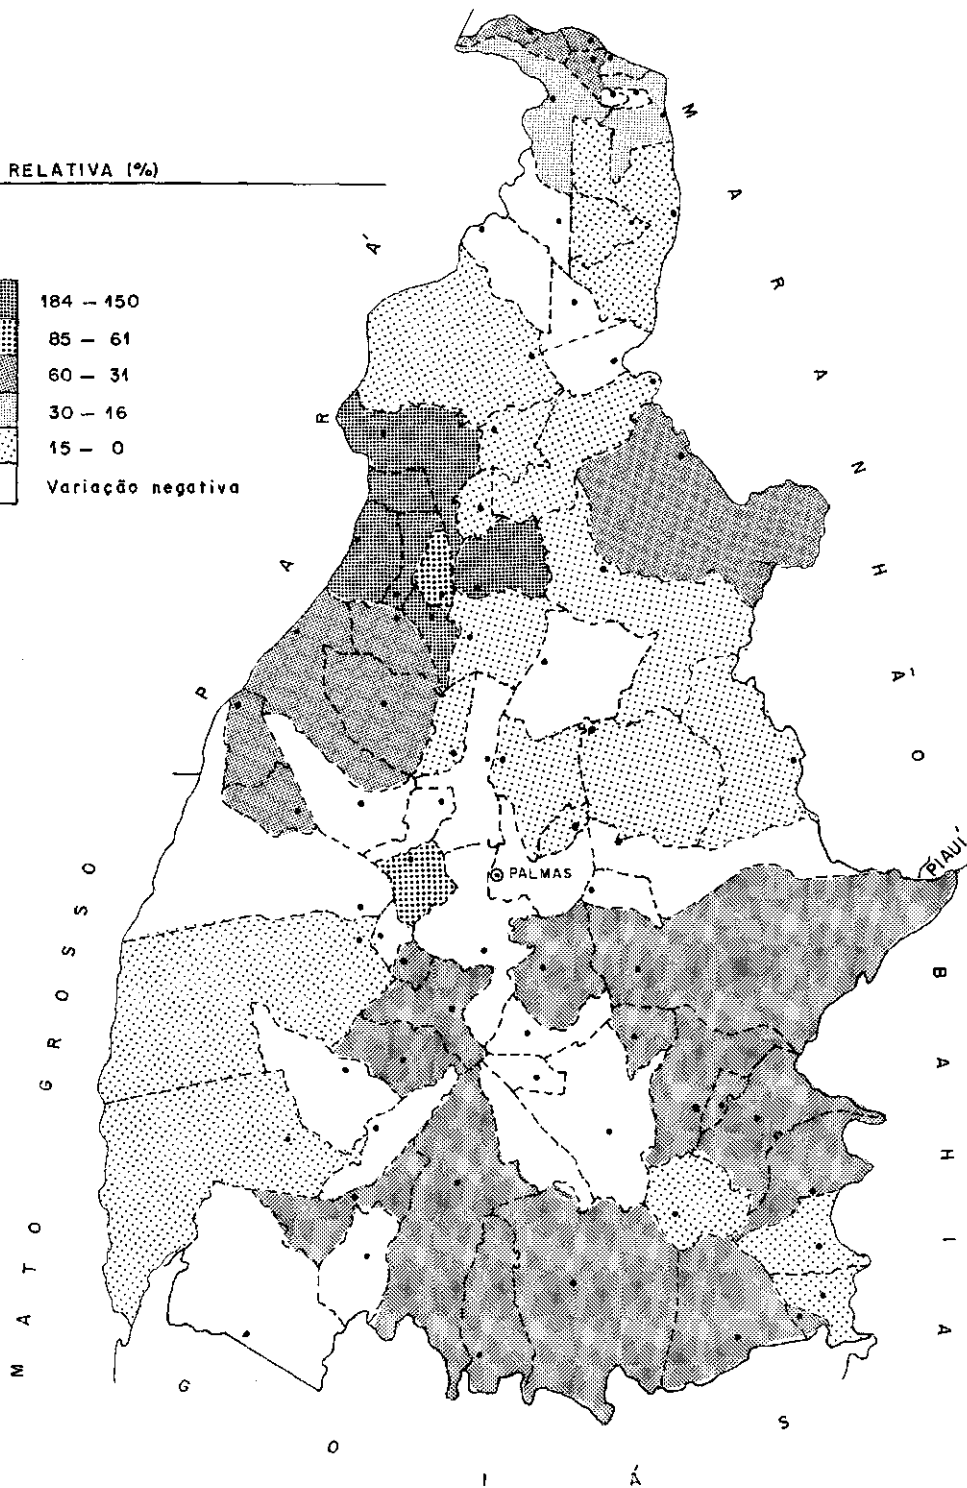 RELATIVA (%)
184 – 150
85 – 61
60 – 31
30 – 16
15 – 0
Variação negativa
PARÁ
MARANHÃO
PIAUÍ
PALMAS
MATO GROSSO
BAHIA
GOIÁS